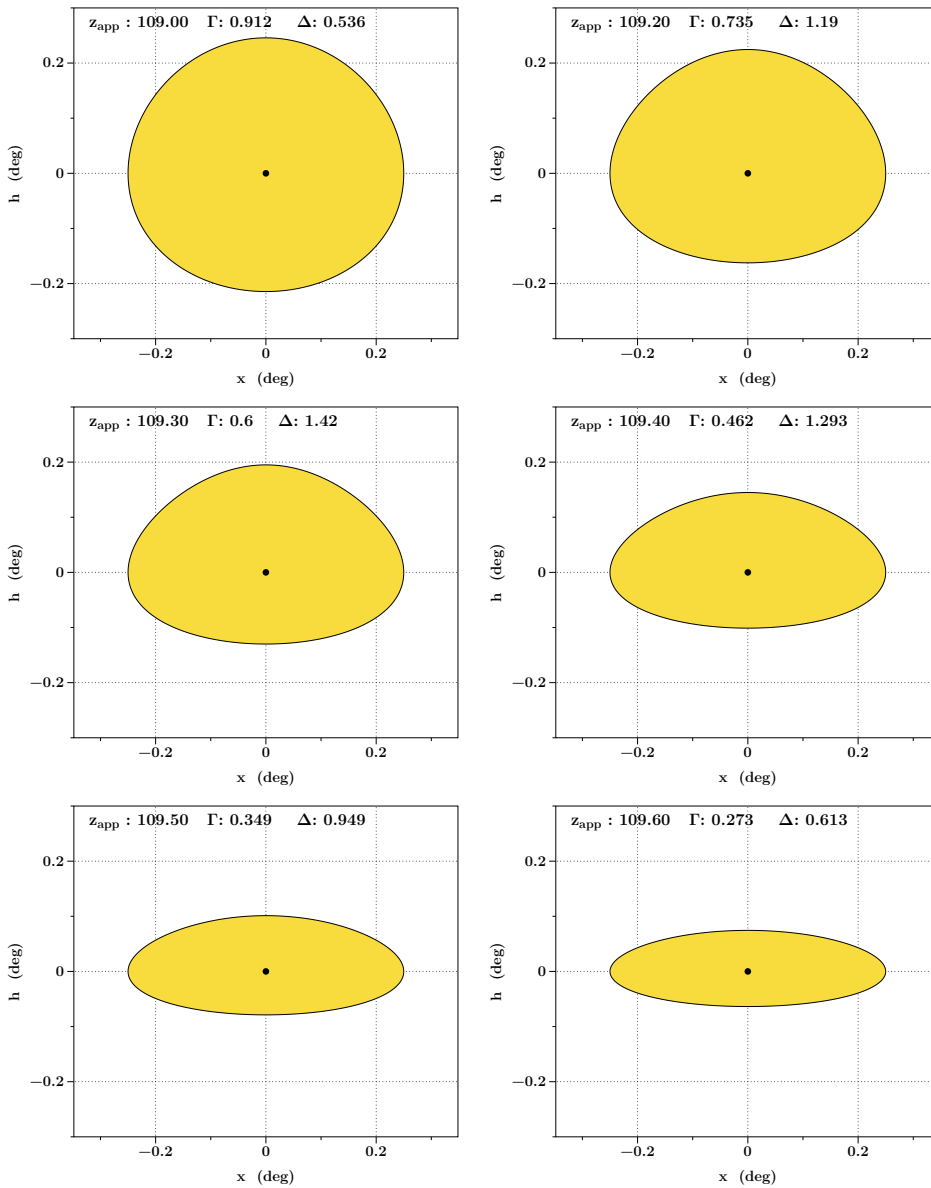 z_app : 109.00 Γ: 0.912 Δ: 0.536
0.2
0
−0.2
h (deg)
−0.2 0 0.2
x (deg)
z_app : 109.20 Γ: 0.735 Δ: 1.19
0.2
0
−0.2
h (deg)
−0.2 0 0.2
x (deg)
z_app : 109.30 Γ: 0.6 Δ: 1.42
0.2
0
−0.2
h (deg)
−0.2 0 0.2
x (deg)
z_app : 109.40 Γ: 0.462 Δ: 1.293
0.2
0
−0.2
h (deg)
−0.2 0 0.2
x (deg)
z_app : 109.50 Γ: 0.349 Δ: 0.949
0.2
0
−0.2
h (deg)
−0.2 0 0.2
x (deg)
z_app : 109.60 Γ: 0.273 Δ: 0.613
0.2
0
−0.2
h (deg)
−0.2 0 0.2
x (deg)